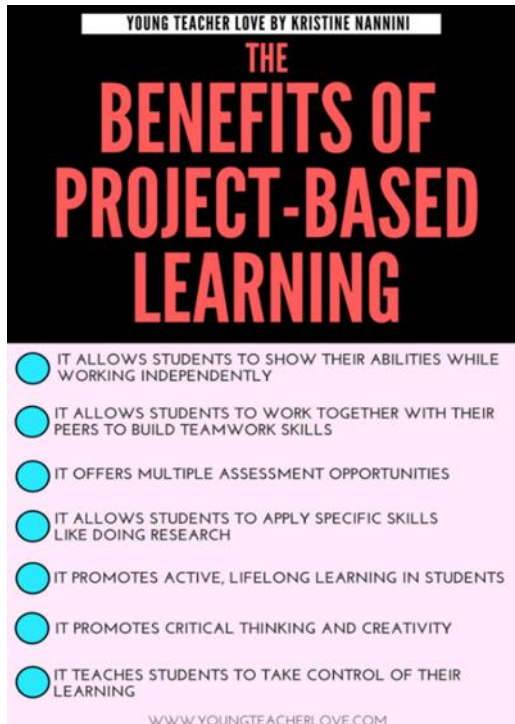 YOUNG TEACHER LOVE BY KRISTINE NANNINI
THE
BENEFITS OF
PROJECT-BASED
LEARNING
IT ALLOWS STUDENTS TO SHOW THEIR ABILITIES WHILE
WORKING INDEPENDENTLY
IT ALLOWS STUDENTS TO WORK TOGETHER WITH THEIR
PEERS TO BUILD TEAMWORK SKILLS
IT OFFERS MULTIPLE ASSESSMENT OPPORTUNITIES
IT ALLOWS STUDENTS TO APPLY SPECIFIC SKILLS
LIKE DOING RESEARCH
IT PROMOTES ACTIVE, LIFELONG LEARNING IN STUDENTS
IT PROMOTES CRITICAL THINKING AND CREATIVITY
IT TEACHES STUDENTS TO TAKE CONTROL OF THEIR
LEARNING
WWW.YOUNGTEACHERLOVE.COM